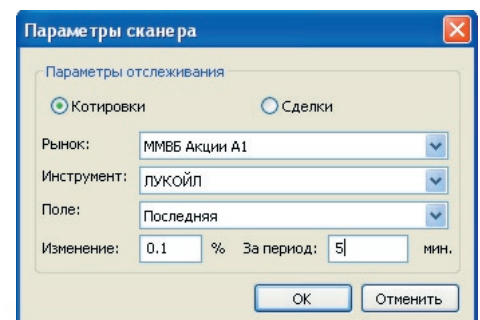 Параметры сканера
Параметры отслеживания
Котировки Сделки
Рынок: ММВБ Акции А1
Инструмент: ЛУКОЙЛ
Поле: Последняя
Изменение: 0.1 % За период: 5 мин.
ОК Отменить